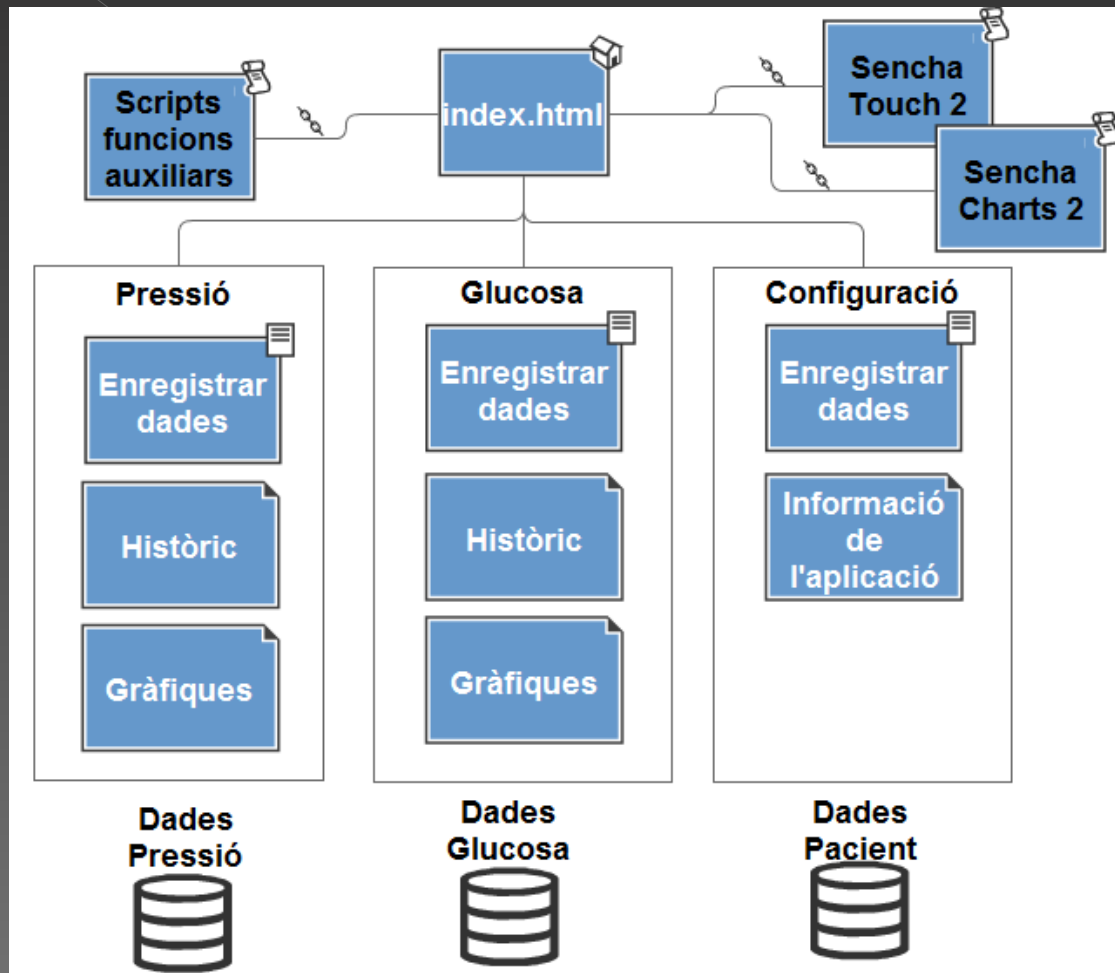 Scripts
funcions
auxiliars
index.html
Sencha
Touch 2
Sencha
Charts 2
Pressió
Enregistrar
dades
Històric
Gràfiques
Glucosa
Enregistrar
dades
Històric
Gràfiques
Configuració
Enregistrar
dades
Informació
de
l'aplicació
Dades
Pressió
Dades
Glucosa
Dades
Pacient